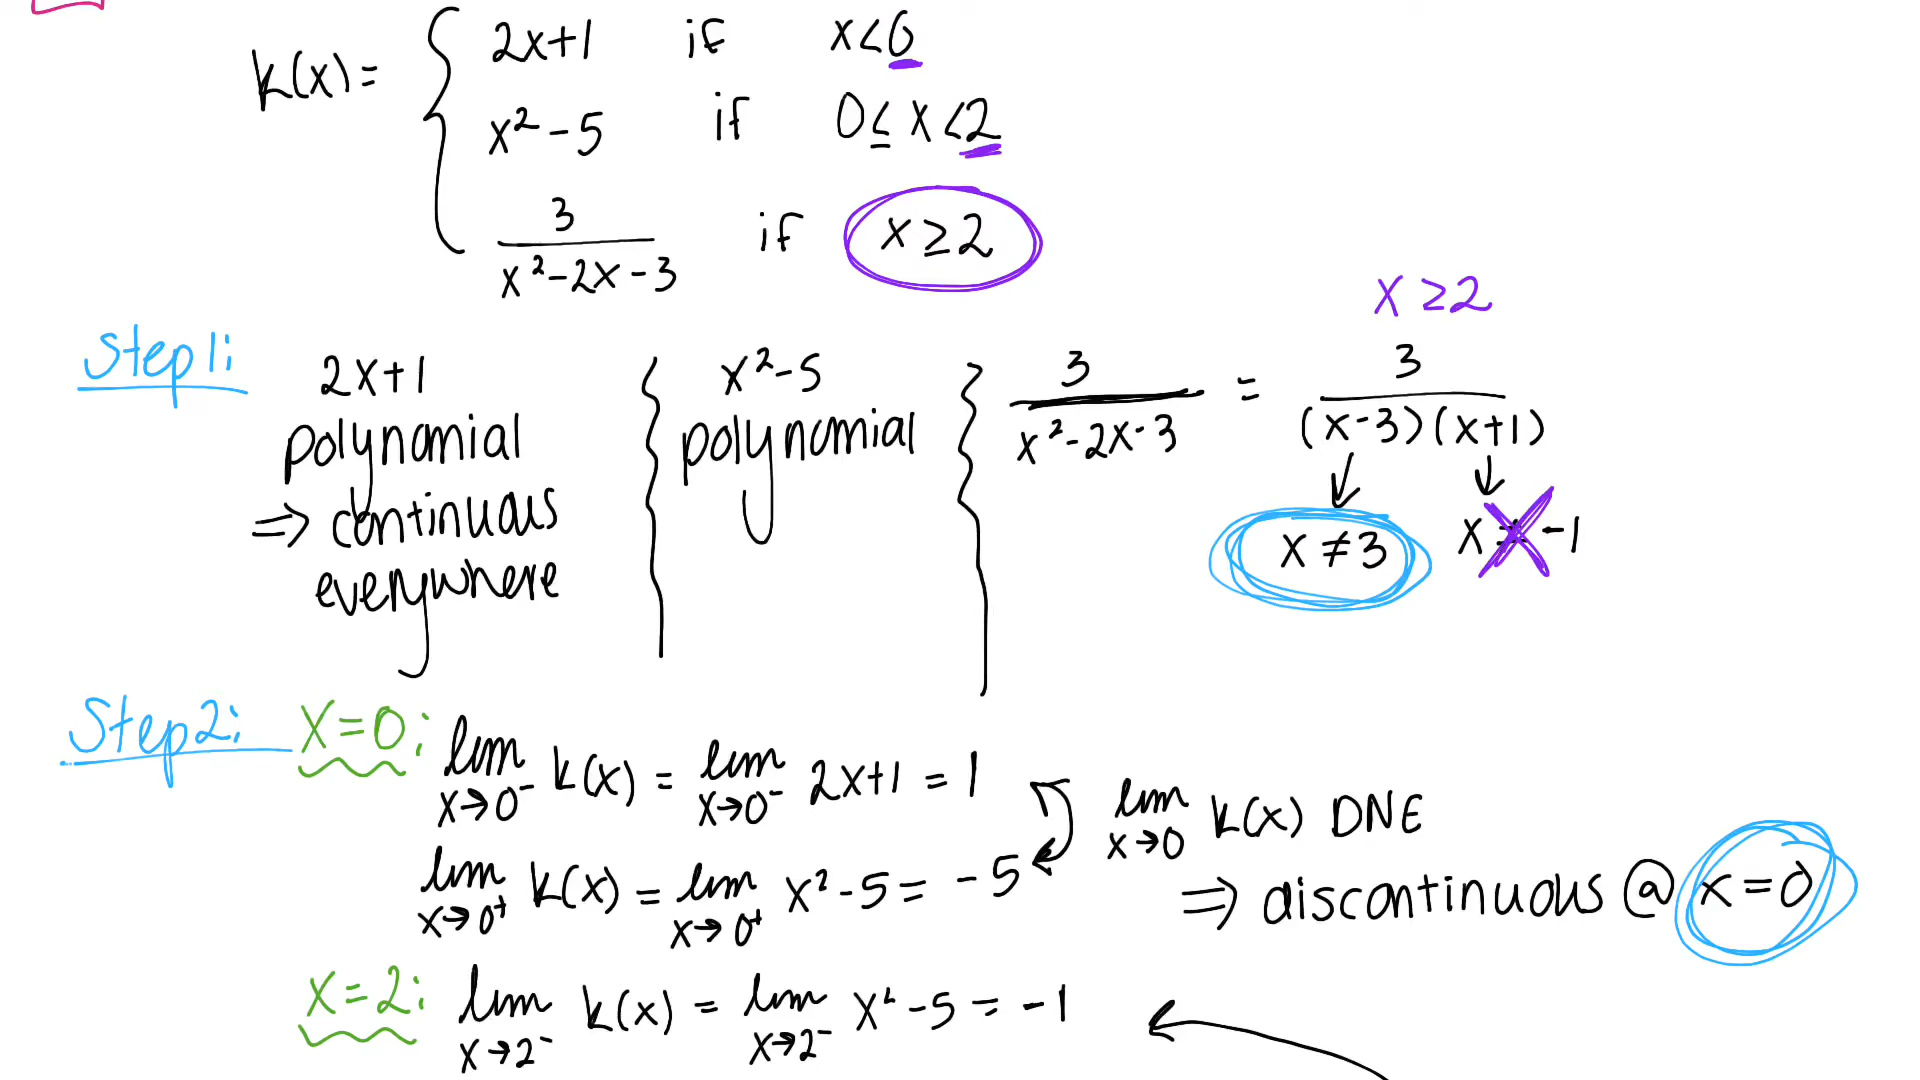 k(x) = { 2x+1 if x<0
x² - 5 if 0 ≤ x < 2
3/(x² - 2x - 3) if x ≥ 2
x ≥ 2
Step 1:
2x+1 polynomial ⇒ continuous everywhere
x² - 5 polynomial
3/(x² - 2x - 3) = 3/((x-3)(x+1))
x ≠ 3 x ≠ -1
Step 2: x=0: lim x→0⁻ k(x) = lim x→0⁻ 2x+1 = 1
lim x→0⁺ k(x) = lim x→0⁺ x² - 5 = -5
lim x→0 k(x) DNE
⇒ discontinuous @ x=0
x=2: lim x→2⁻ k(x) = lim x→2⁻ x² - 5 = -1